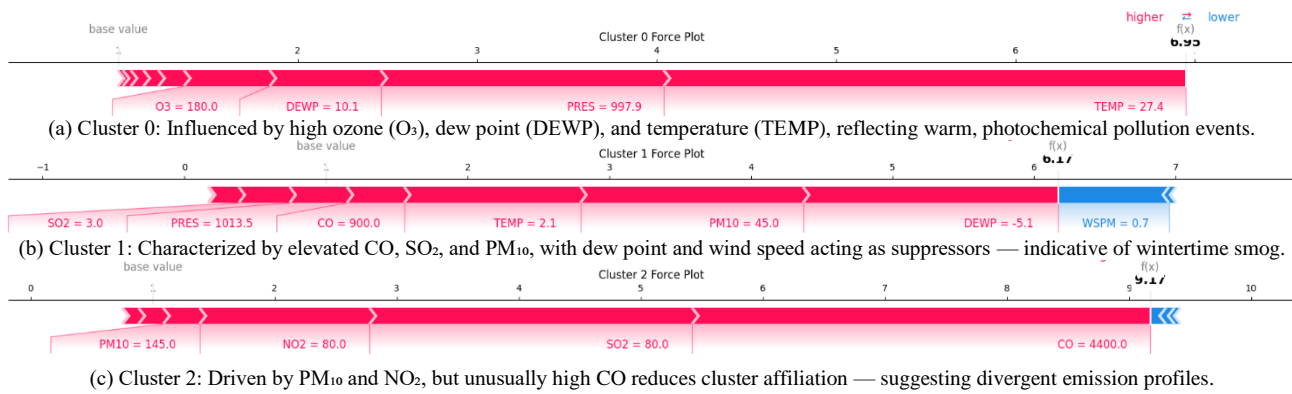 higher ⇄ lower
base value
f(x)
Cluster 0 Force Plot
6.95
1 2 3 4 5 6
O3 = 180.0 DEWP = 10.1 PRES = 997.9 TEMP = 27.4
(a) Cluster 0: Influenced by high ozone (O₃), dew point (DEWP), and temperature (TEMP), reflecting warm, photochemical pollution events.
base value f(x)
Cluster 1 Force Plot
6.17
−1 0 1 2 3 4 5 6 7
SO2 = 3.0 PRES = 1013.5 CO = 900.0 TEMP = 2.1 PM10 = 45.0 DEWP = -5.1 WSPM = 0.7
(b) Cluster 1: Characterized by elevated CO, SO₂, and PM₁₀, with dew point and wind speed acting as suppressors — indicative of wintertime smog.
base value f(x)
Cluster 2 Force Plot
9.17
0 1 2 3 4 5 6 7 8 9 10
PM10 = 145.0 NO2 = 80.0 SO2 = 80.0 CO = 4400.0
(c) Cluster 2: Driven by PM₁₀ and NO₂, but unusually high CO reduces cluster affiliation — suggesting divergent emission profiles.